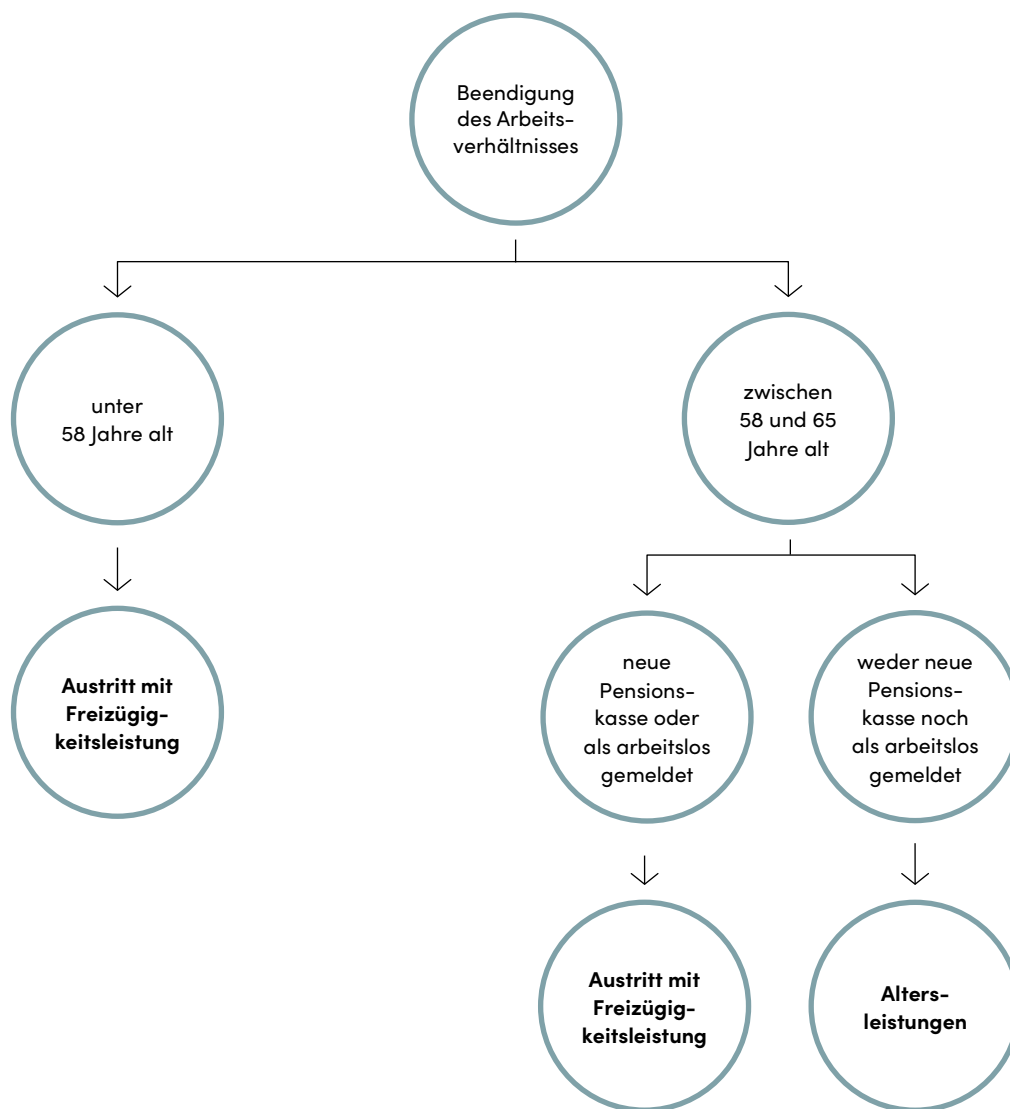 Beendigung
des Arbeits-
verhältnisses
unter
58 Jahre alt
zwischen
58 und 65
Jahre alt
Austritt mit
Freizügig-
keitsleistung
neue
Pensions-
kasse oder
als arbeitslos
gemeldet
weder neue
Pensions-
kasse noch
als arbeitslos
gemeldet
Austritt mit
Freizügig-
keitsleistung
Alters-
leistungen